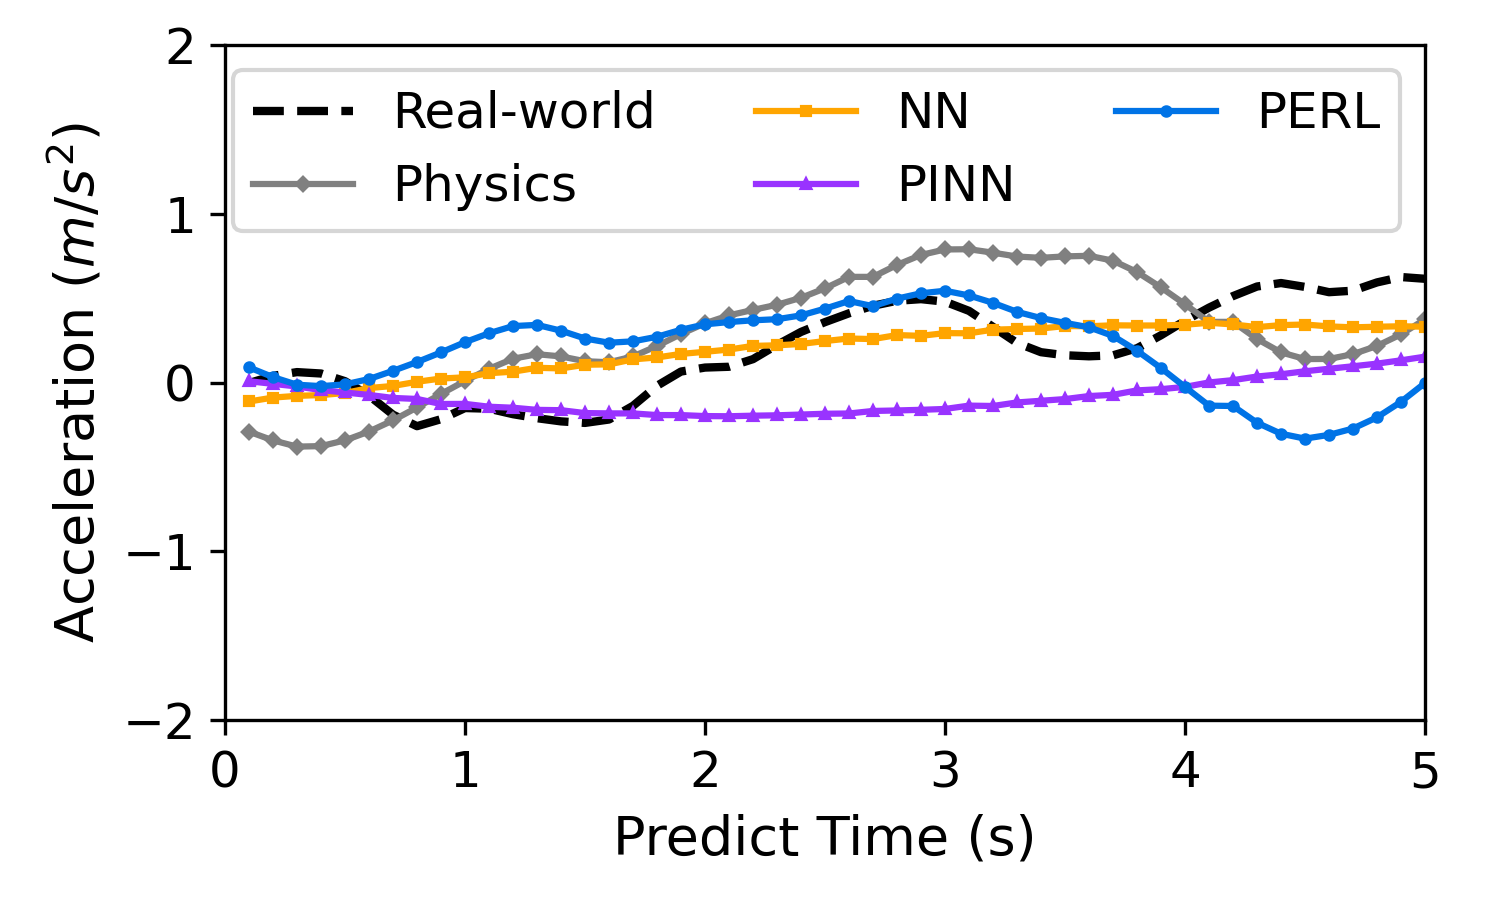 2
1
0
−1
−2
Acceleration (m/s²)
Real-world
Physics
NN
PINN
PERL
0 1 2 3 4 5
Predict Time (s)